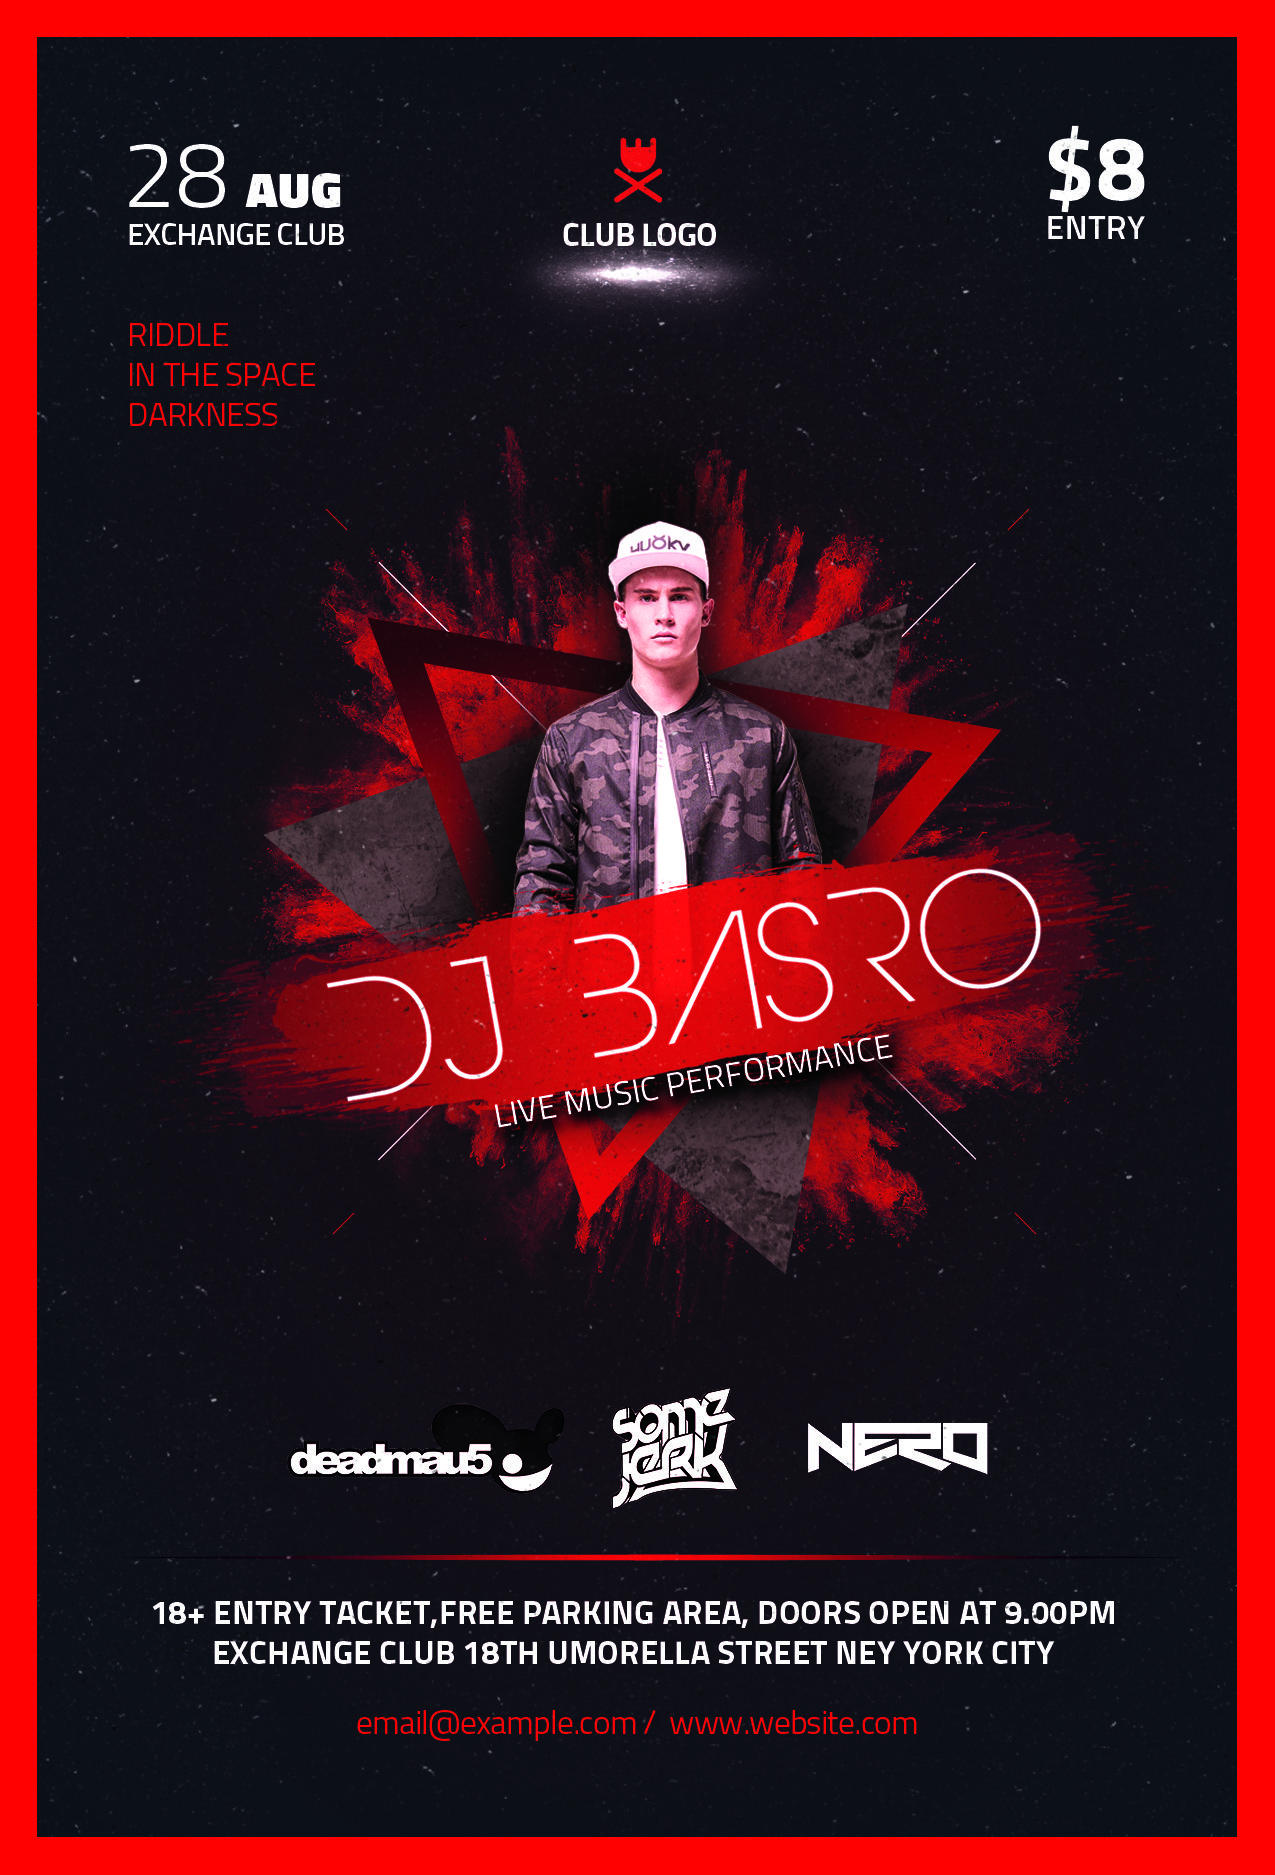 28 AUG
EXCHANGE CLUB
CLUB LOGO
$8
ENTRY
RIDDLE
IN THE SPACE
DARKNESS
DJ BASRO
LIVE MUSIC PERFORMANCE
deadmau5
some
jerk
NERO
18+ ENTRY TACKET,FREE PARKING AREA, DOORS OPEN AT 9.00PM
EXCHANGE CLUB 18TH UMORELLA STREET NEY YORK CITY
email@example.com / www.website.com